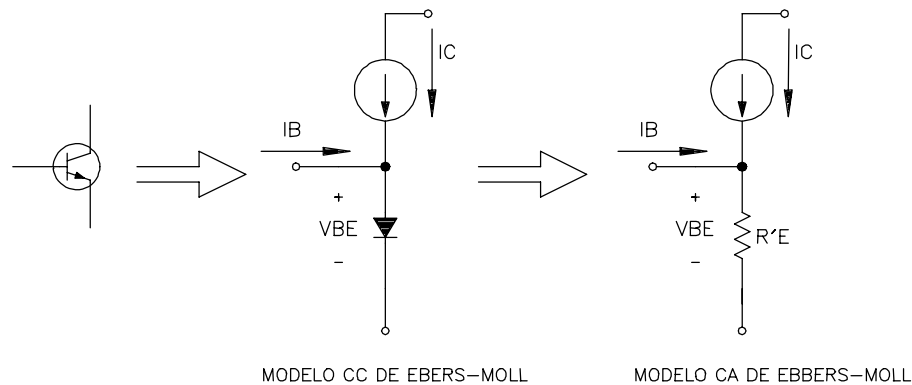 IC
IB
+
VBE
-
IC
IB
+
VBE
-
R'E
MODELO CC DE EBERS-MOLL
MODELO CA DE EBBERS-MOLL